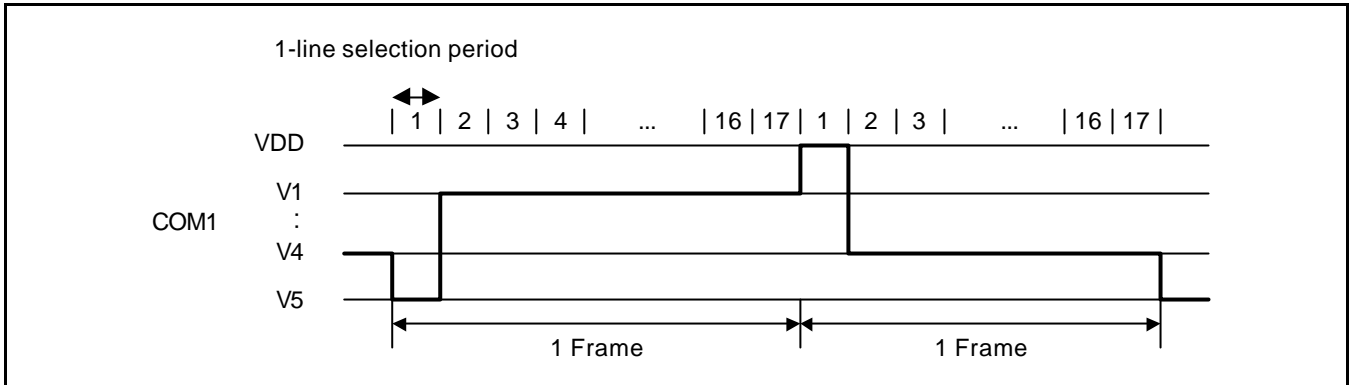 1-line selection period
| 1 | 2 | 3 | 4 | ... | 16 | 17 | 1 | 2 | 3 | ... | 16 | 17 |
VDD
V1
COM1 :
V4
V5
1 Frame 1 Frame